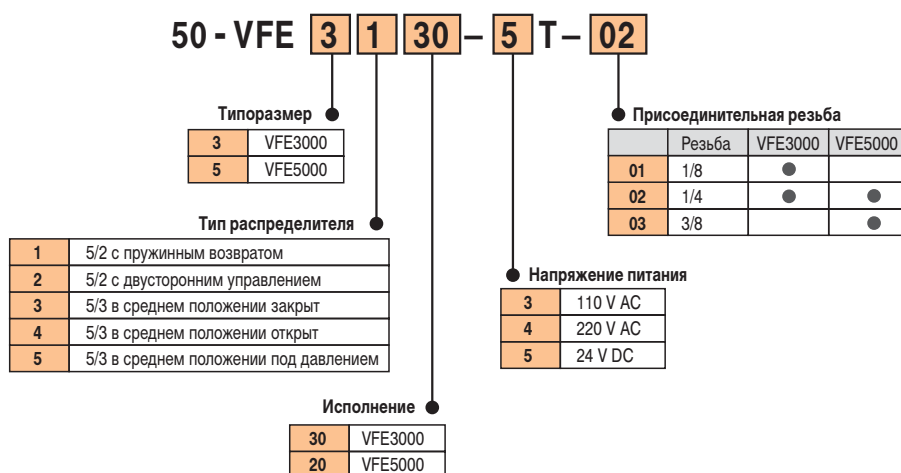 50 - VFE 3 1 30 – 5 T – 02
Типоразмер
3 VFE3000
5 VFE5000
Присоединительная резьба
Резьба VFE3000 VFE5000
01 1/8 ●
02 1/4 ● ●
03 3/8 ●
Тип распределителя
1 5/2 с пружинным возвратом
2 5/2 с двусторонним управлением
3 5/3 в среднем положении закрыт
4 5/3 в среднем положении открыт
5 5/3 в среднем положении под давлением
Напряжение питания
3 110 V AC
4 220 V AC
5 24 V DC
Исполнение
30 VFE3000
20 VFE5000